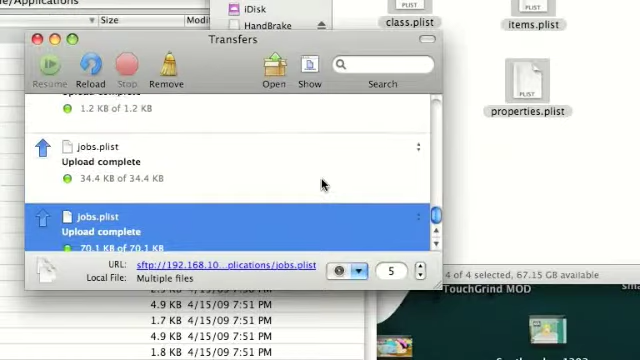 e/Applications
Size
Modi
iDisk
HandBrake
class.plist
items.plist
Transfers
Resume
Reload
Stop
Remove
Open
Show
Search
PLIST
properties.plist
Upload complete
1.2 KB of 1.2 KB
jobs.plist
Upload complete
34.4 KB of 34.4 KB
jobs.plist
Upload complete
70.1 KB of 70.1 KB
URL: sftp://192.168.10...plications/jobs.plist
Local File: Multiple files
5
4 of 4 selected, 67.15 GB available
TouchGrind MOD
4/15/09 7:51 PM
4.9 KB 4/15/09 7:51 PM
1.7 KB 4/15/09 7:51 PM
4.8 KB 4/15/09 7:51 PM
1.8 KB 4/15/09 7:51 PM